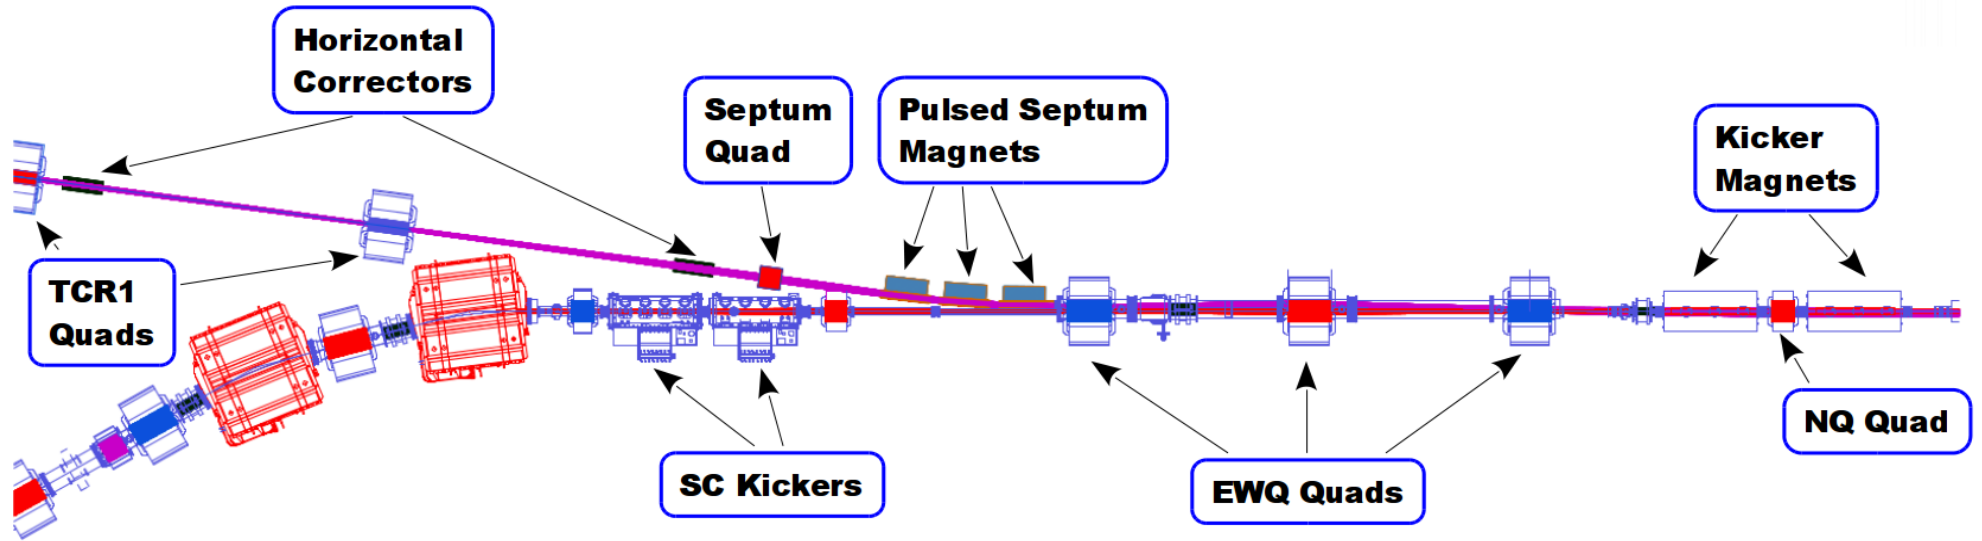 Horizontal
Correctors
Septum
Quad
Pulsed Septum
Magnets
Kicker
Magnets
TCR1
Quads
SC Kickers
EWQ Quads
NQ Quad